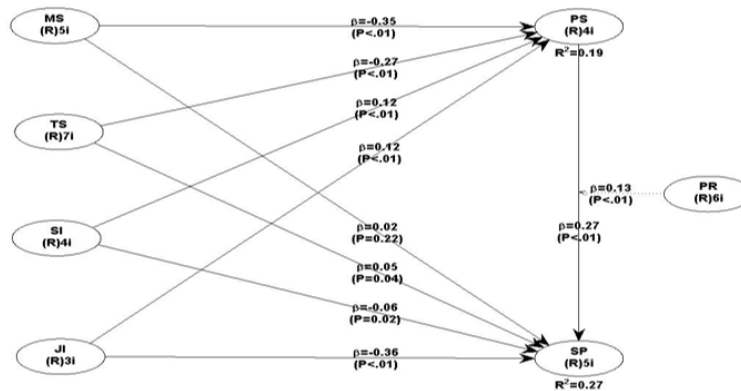 MS
(R)5i
β=-0.35
(P<.01)
PS
(R)4i
R²=0.19
β=-0.27
(P<.01)
TS
(R)7i
β=0.12
(P<.01)
β=0.12
(P<.01)
β=0.13
(P<.01)
PR
(R)6i
SI
(R)4i
β=0.02
(P=0.22)
β=0.27
(P<.01)
β=0.05
(P=0.04)
β=-0.06
(P=0.02)
JI
(R)3i
β=-0.36
(P<.01)
SP
(R)5i
R²=0.27